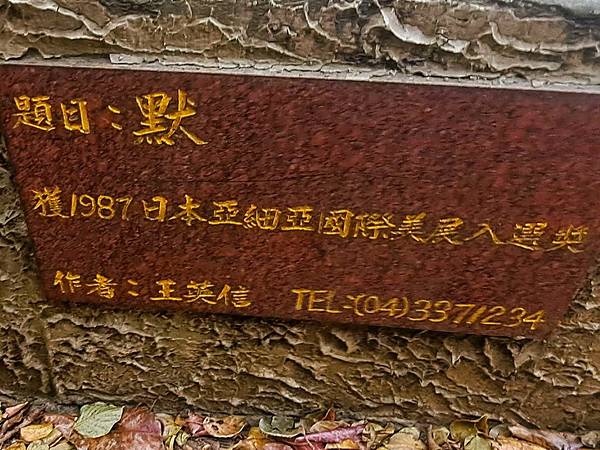 題目：默
獲1987日本亞細亞國際美展入選獎
作者：王英信 TEL:(04)3371234